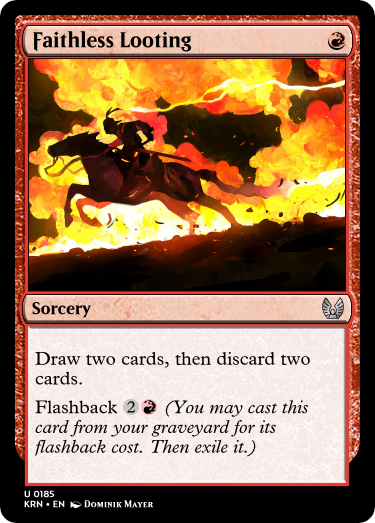 Faithless Looting
Sorcery
Draw two cards, then discard two
cards.
Flashback 2 (You may cast this
card from your graveyard for its
flashback cost. Then exile it.)
U 0185
KRN • EN Dominik Mayer